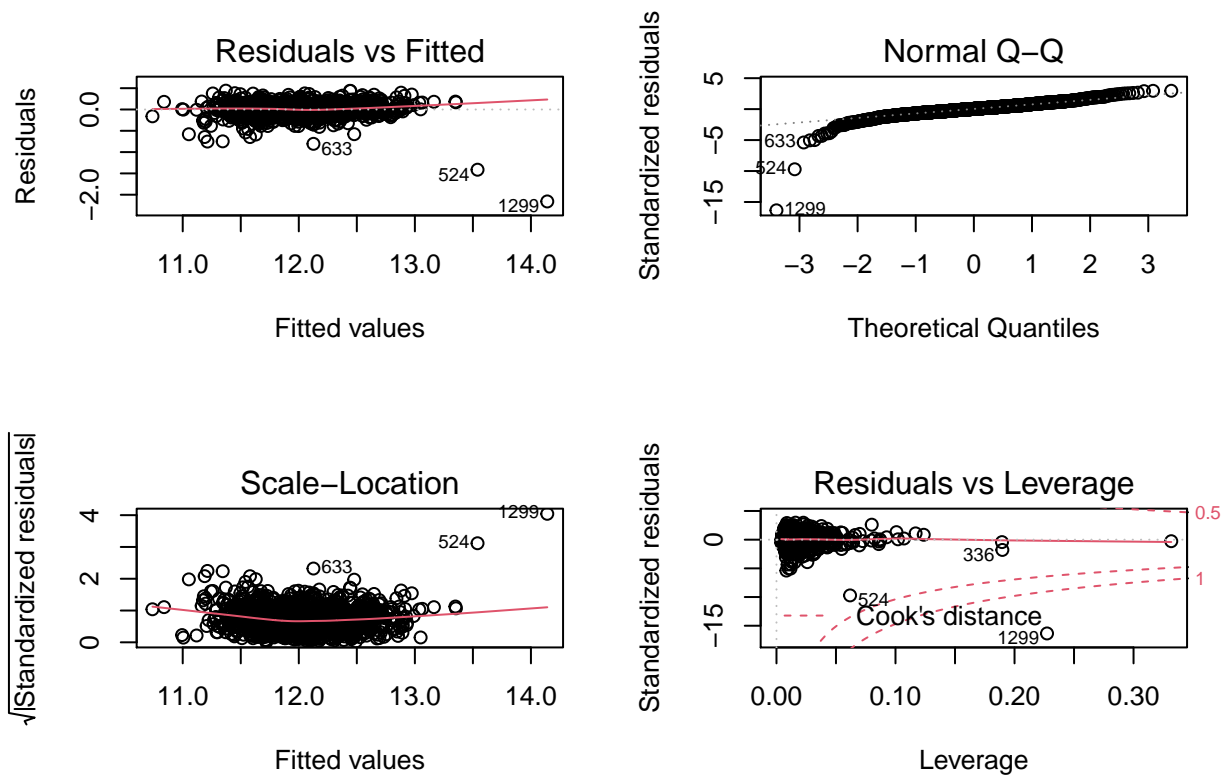 Residuals vs Fitted
Residuals
0.0
−2.0
633
524
1299
11.0 12.0 13.0 14.0
Fitted values
Normal Q−Q
Standardized residuals
5
−5
−15
633
524
1299
−3 −2 −1 0 1 2 3
Theoretical Quantiles
Scale−Location
√|Standardized residuals|
4
2
0
1299
524
633
11.0 12.0 13.0 14.0
Fitted values
Residuals vs Leverage
Standardized residuals
0
−15
0.5
1
336
524
Cook's distance
1299
0.00 0.10 0.20 0.30
Leverage